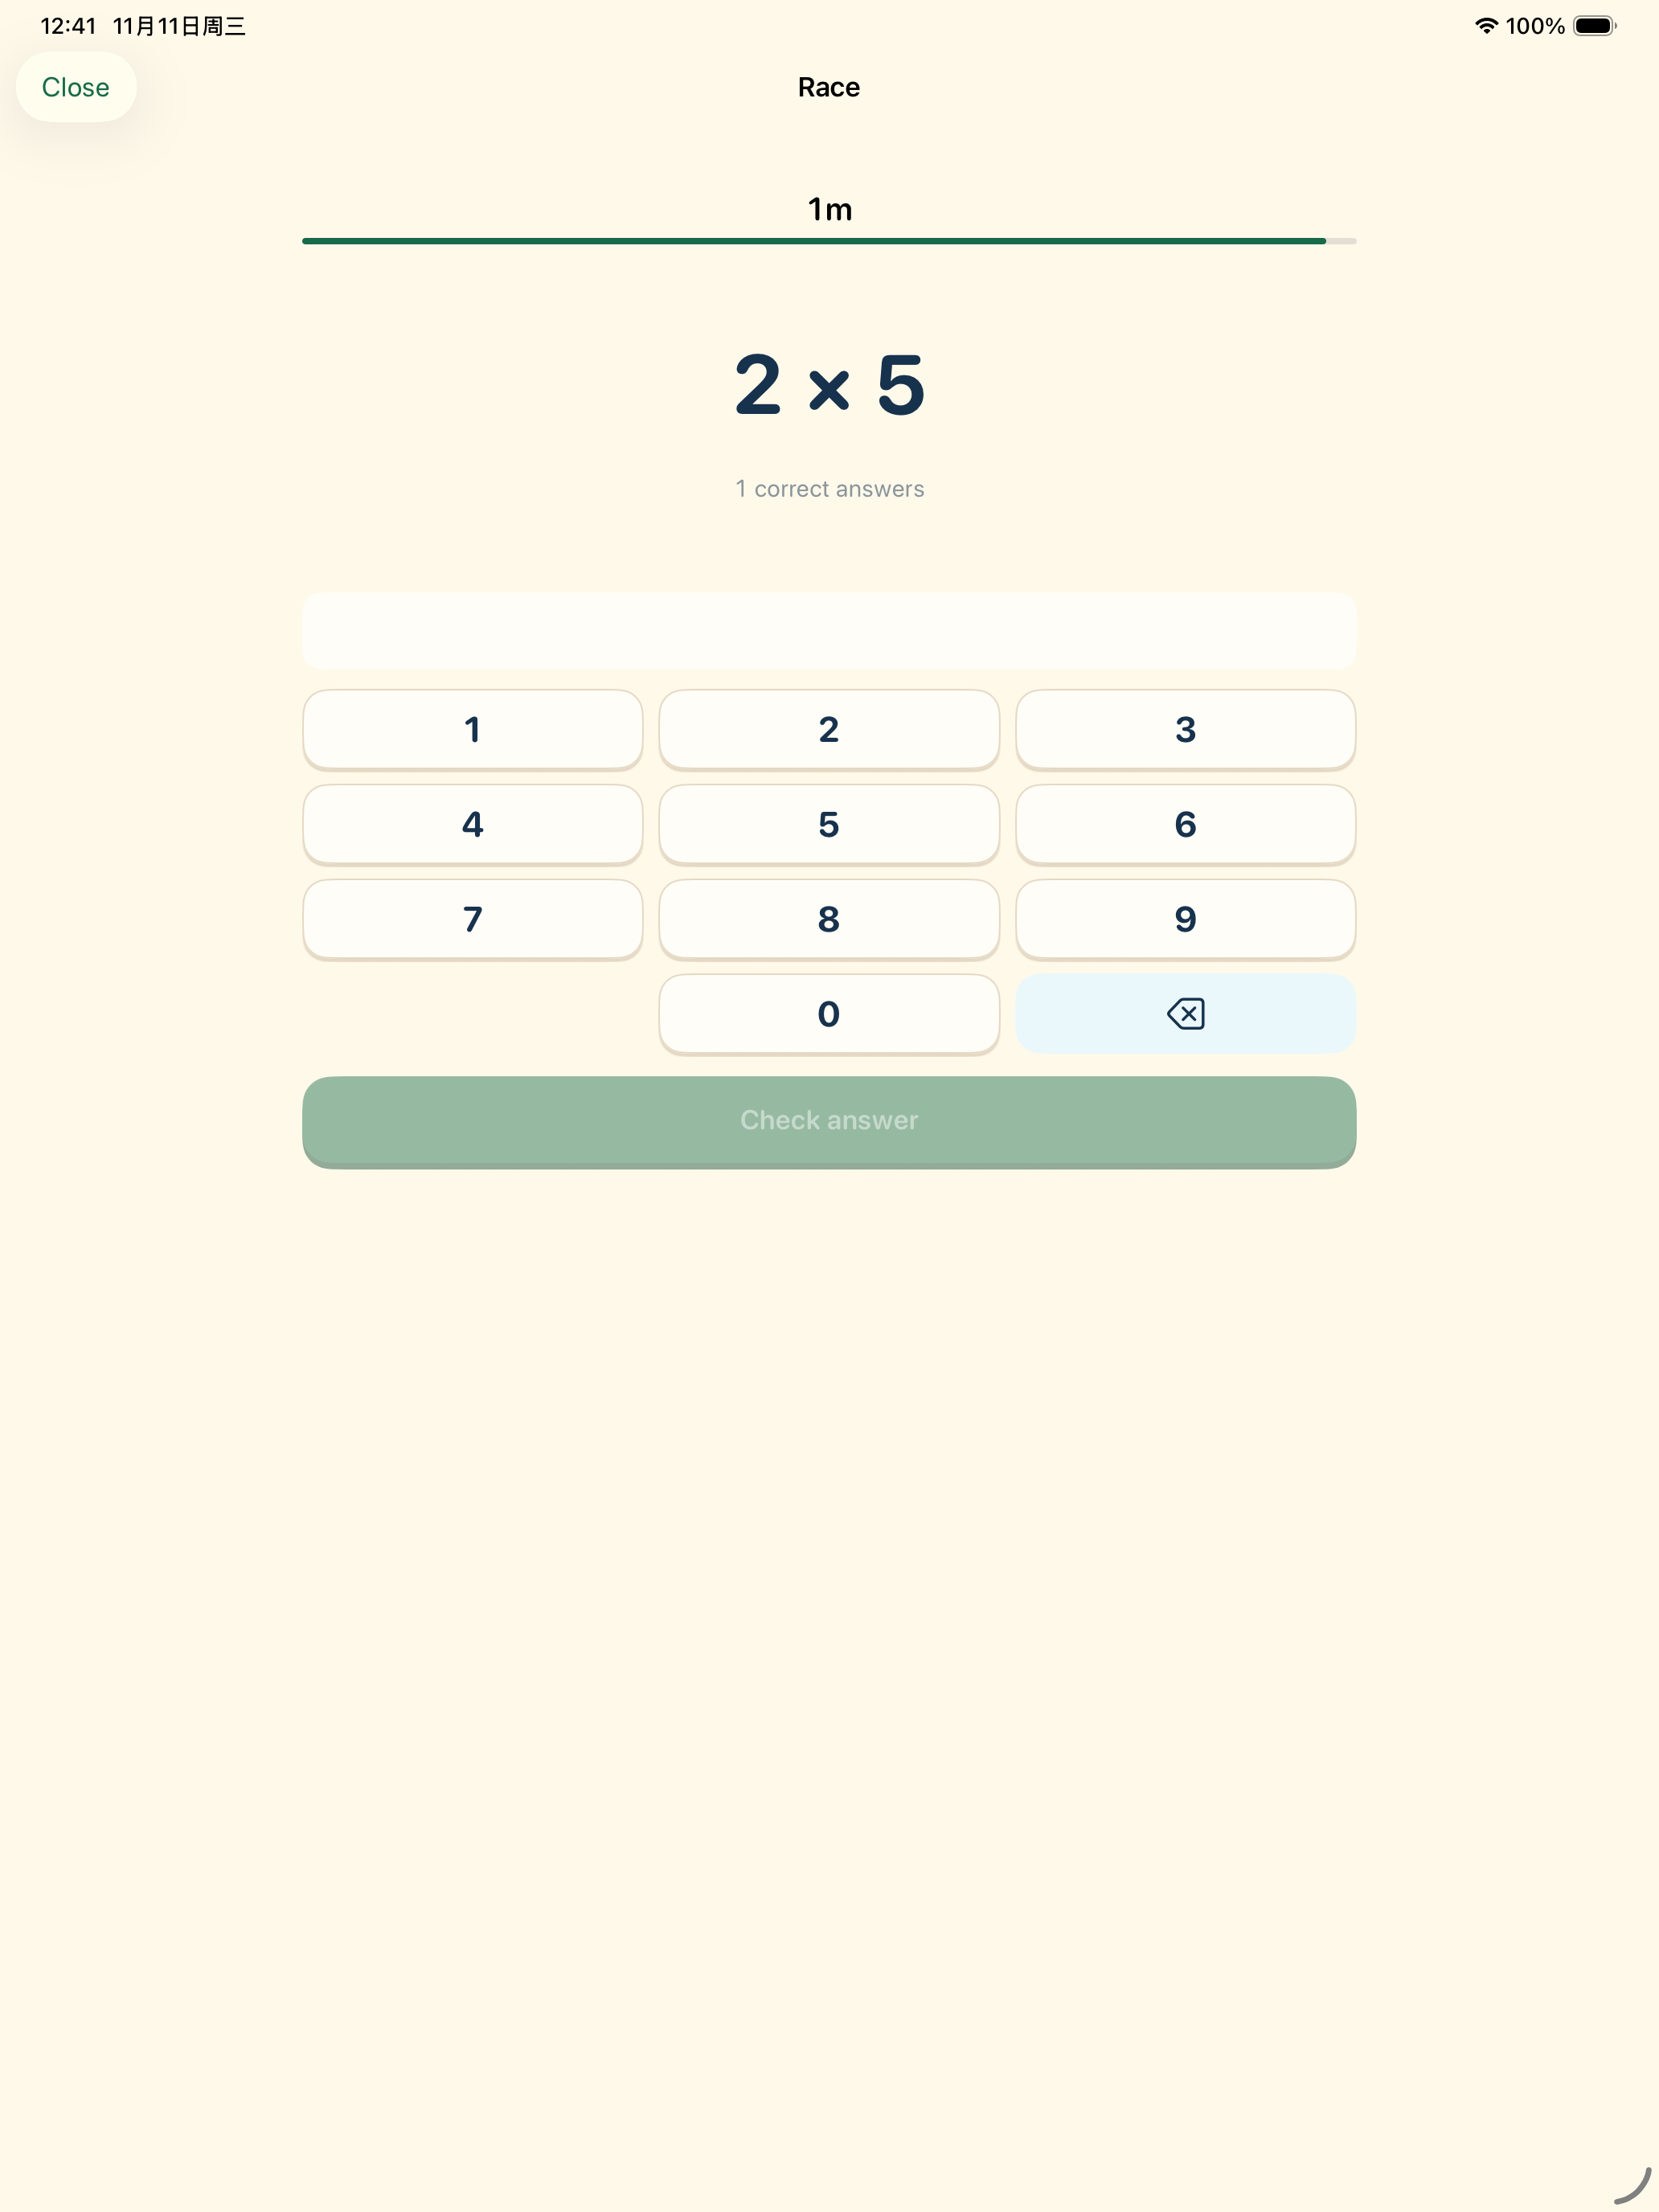 12:41 11月11日周三
100%
Close
Race
1m
2 × 5
1 correct answers
1 2 3
4 5 6
7 8 9
0
Check answer